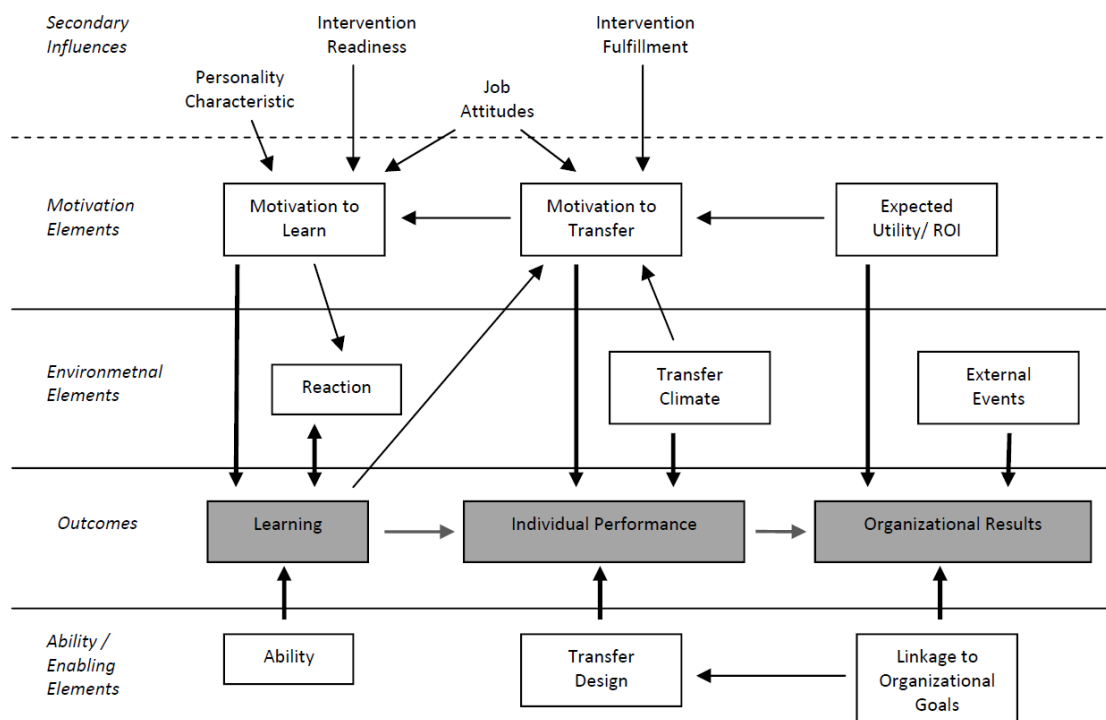 Secondary
Influences
Intervention
Readiness
Intervention
Fulfillment
Personality
Characteristic
Job
Attitudes
Motivation
Elements
Motivation to
Learn
Motivation to
Transfer
Expected
Utility/ ROI
Environmetnal
Elements
Reaction
Transfer
Climate
External
Events
Outcomes
Learning
Individual Performance
Organizational Results
Ability /
Enabling
Elements
Ability
Transfer
Design
Linkage to
Organizational
Goals